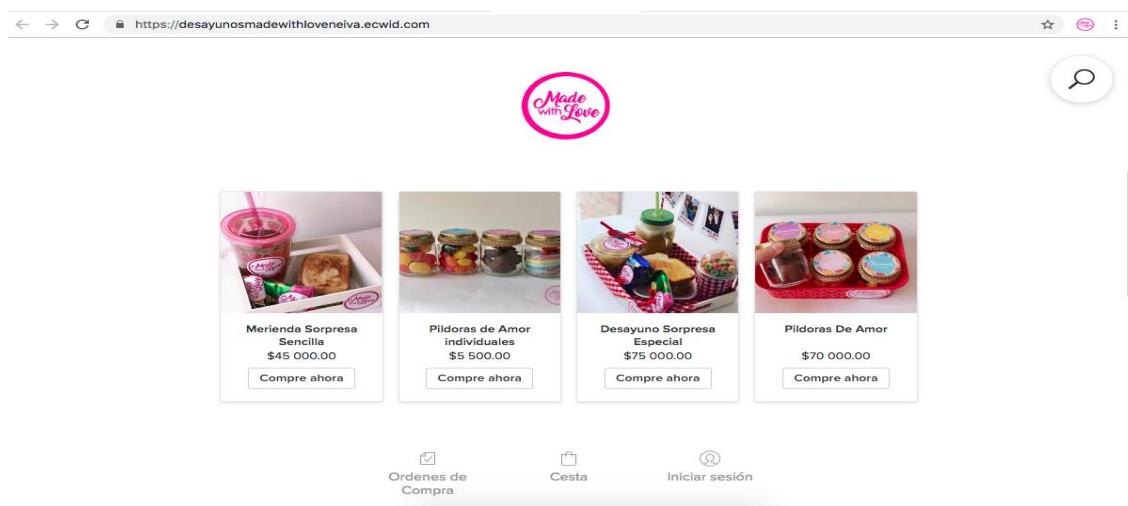 https://desayunosmadewithloveneiva.ecwid.com
Made
with Love
Merienda Sorpresa
Sencilla
$45 000.00
Compre ahora
Pildoras de Amor
individuales
$5 500.00
Compre ahora
Desayuno Sorpresa
Especial
$75 000.00
Compre ahora
Pildoras De Amor
$70 000.00
Compre ahora
Ordenes de
Compra
Cesta
Iniciar sesión